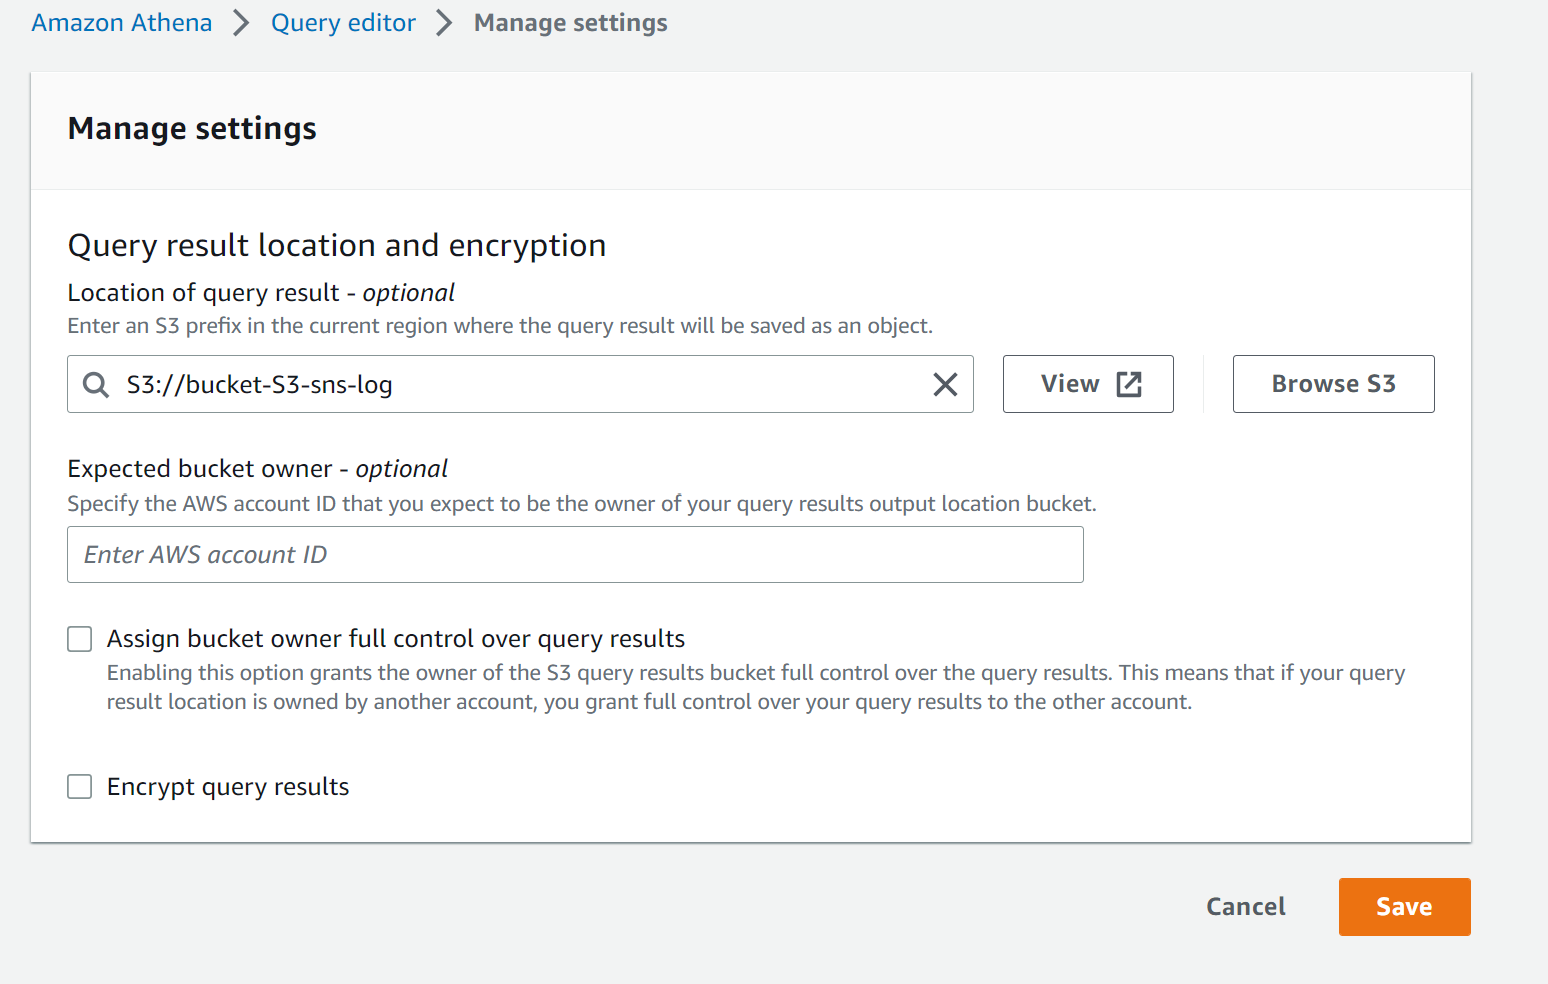 Amazon Athena > Query editor > Manage settings
Manage settings
Query result location and encryption
Location of query result - optional
Enter an S3 prefix in the current region where the query result will be saved as an object.
S3://bucket-S3-sns-log
View
Browse S3
Expected bucket owner - optional
Specify the AWS account ID that you expect to be the owner of your query results output location bucket.
Enter AWS account ID
Assign bucket owner full control over query results
Enabling this option grants the owner of the S3 query results bucket full control over the query results. This means that if your query
result location is owned by another account, you grant full control over your query results to the other account.
Encrypt query results
Cancel
Save